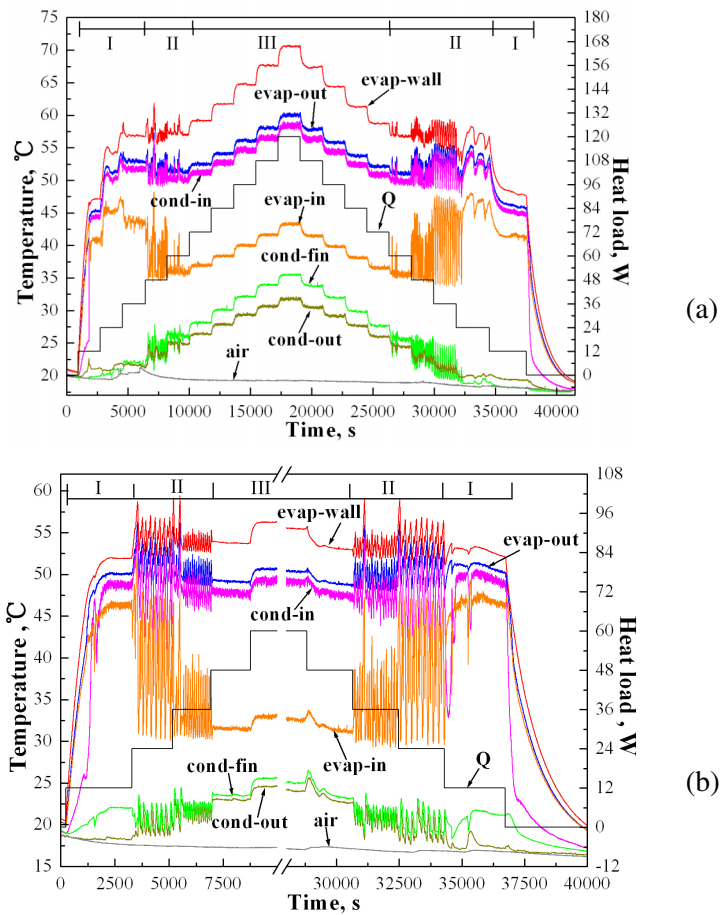 I II III II I
75
70
65
60
55
50
45
40
35
30
25
20
Temperature, ℃
180
168
156
144
132
120
108
96
84
72
60
48
36
24
12
0
Heat load, W
evap-wall
evap-out
cond-in
evap-in
Q
cond-fin
cond-out
air
0 5000 10000 15000 20000 25000 30000 35000 40000
Time, s
(a)
I II III II I
60
55
50
45
40
35
30
25
20
15
Temperature ,℃
108
96
84
72
60
48
36
24
12
0
-12
Heat load , W
evap-wall
evap-out
cond-in
evap-in
Q
cond-fin
cond-out
air
0 2500 5000 7500 30000 32500 35000 37500 40000
Time, s
(b)